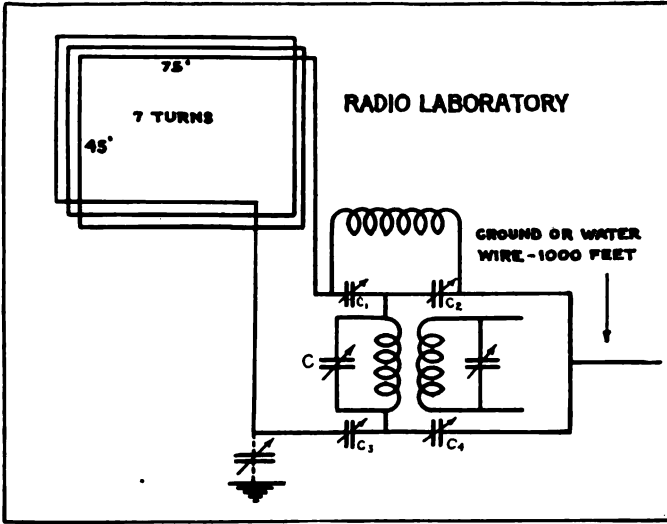 75'
7 TURNS
45'
RADIO LABORATORY
GROUND OR WATER
WIRE-1000 FEET
C₁
C₂
C
C₃
C₄